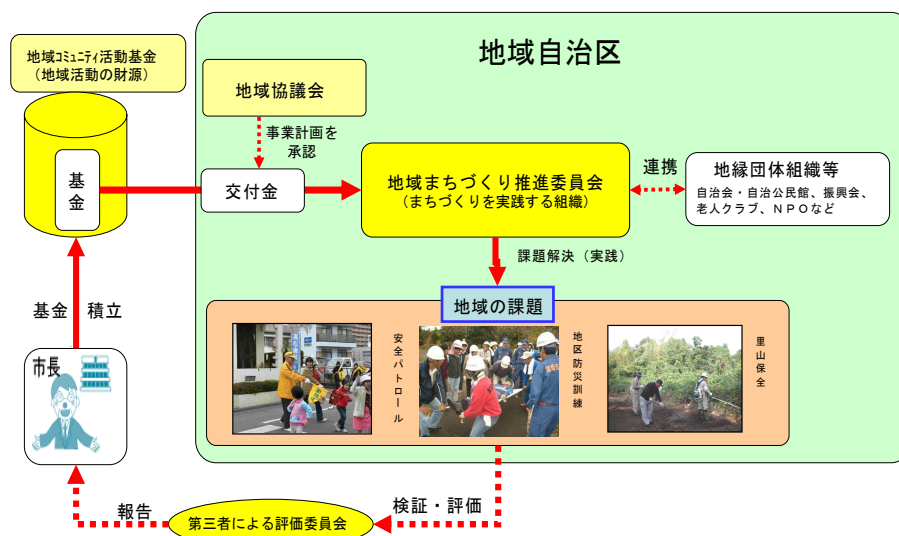 地域自治区
地域ｺﾐｭﾆﾃｨ活動基金
（地域活動の財源）
地域協議会
事業計画を
承認
基金
交付金
地域まちづくり推進委員会
（まちづくりを実践する組織）
連携
地縁団体組織等
自治会・自治公民館、振興会、
老人クラブ、ＮＰＯなど
課題解決（実践）
地域の課題
安全パトロール
地区防災訓練
里山保全
基金　積立
市長
報告
第三者による評価委員会
検証・評価